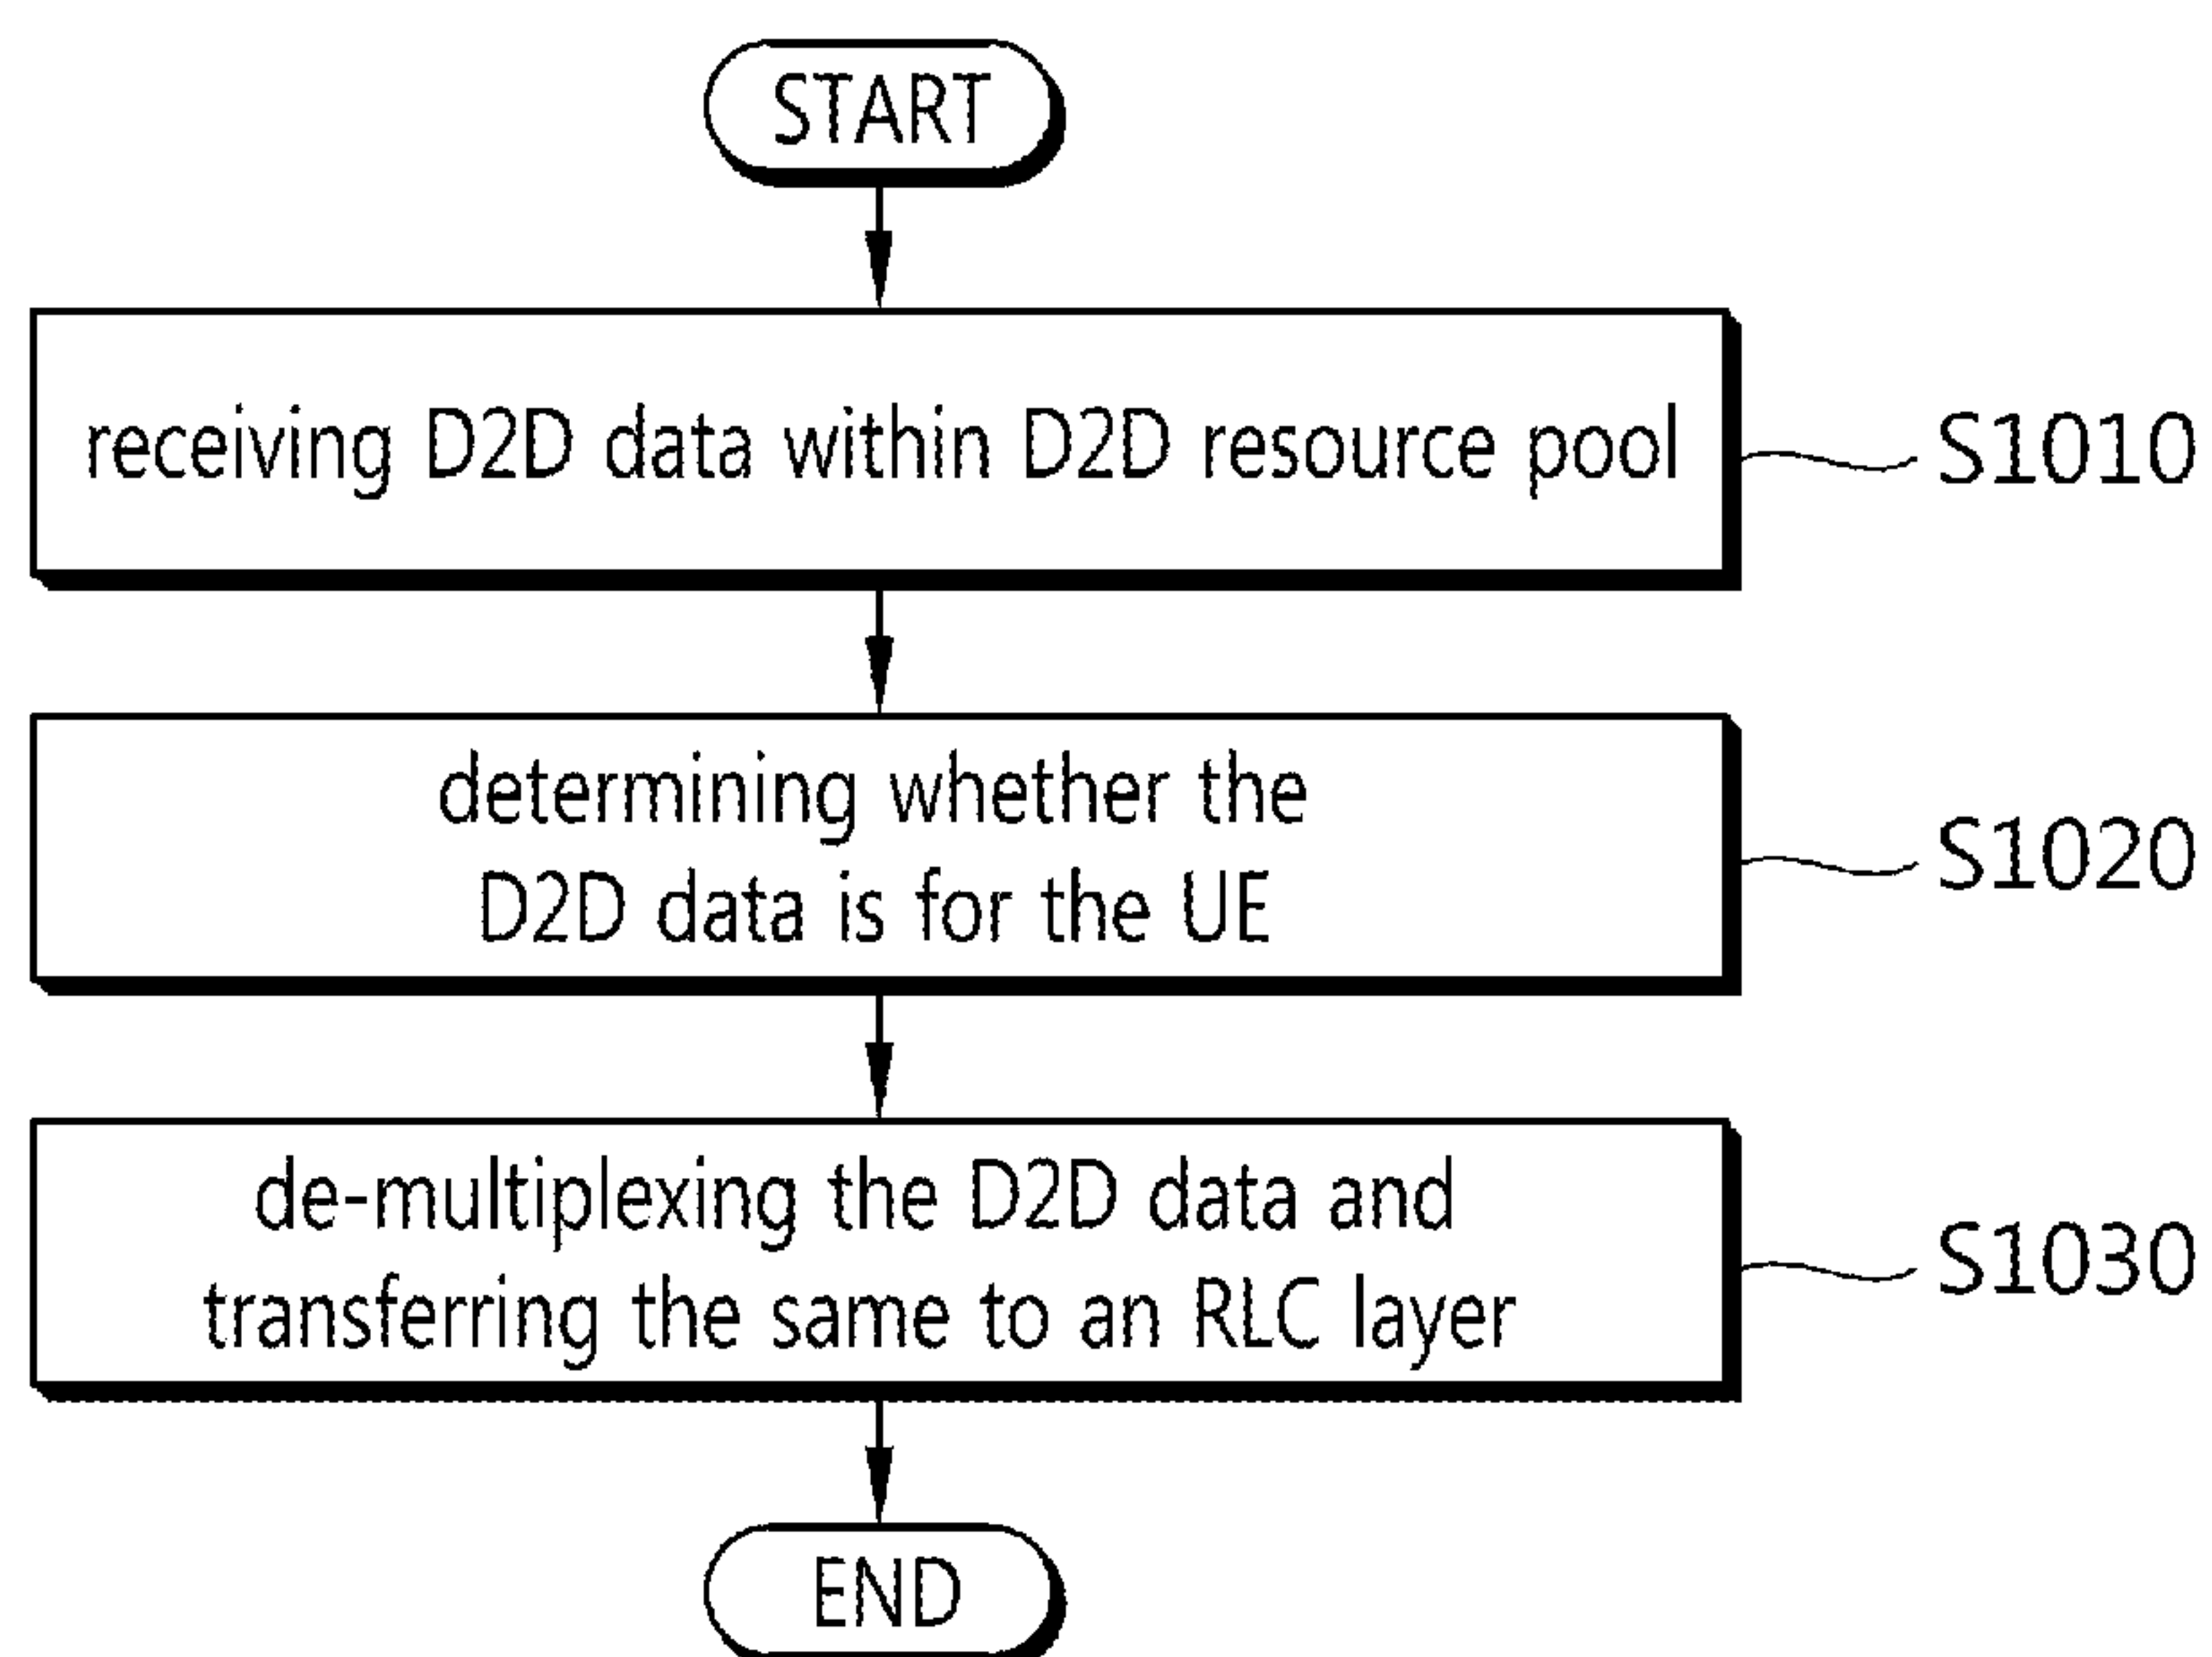 START
receiving D2D data within D2D resource pool
S1010
determining whether the
D2D data is for the UE
S1020
de-multiplexing the D2D data and
transferring the same to an RLC layer
S1030
END